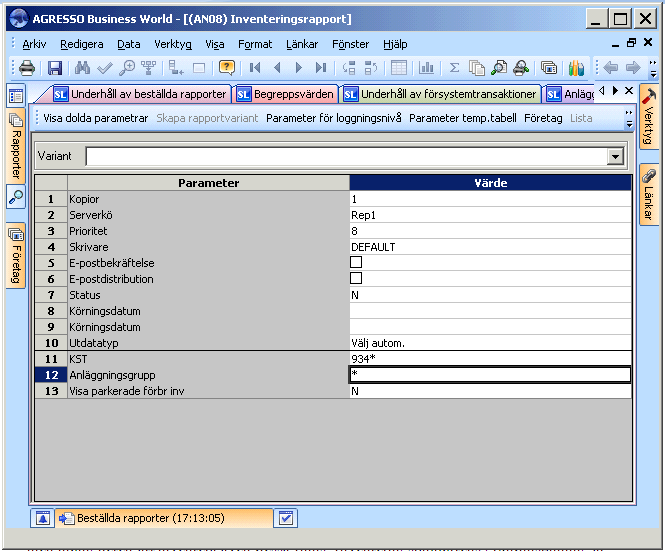 AGRESSO Business World - [(AN08) Inventeringsrapport]
Arkiv Redigera Data Verktyg Visa Format Länkar Fönster Hjälp
SL Underhåll av beställda rapporter SL Begreppsvärden SL Underhåll av försystemtransaktioner SL Anlägg
Visa dolda parametrar Skapa rapportvariant Parameter för loggningsnivå Parameter temp.tabell Företag Lista
Rapporter
Företag
Verktyg
Länkar
Variant
Parameter Värde
1 Kopior 1
2 Serverkö Rep1
3 Prioritet 8
4 Skrivare DEFAULT
5 E-postbekräftelse
6 E-postdistribution
7 Status N
8 Körningsdatum
9 Körningsdatum
10 Utdatatyp Välj autom.
11 KST 934*
12 Anläggningsgrupp *
13 Visa parkerade förbr inv N
Beställda rapporter (17:13:05)